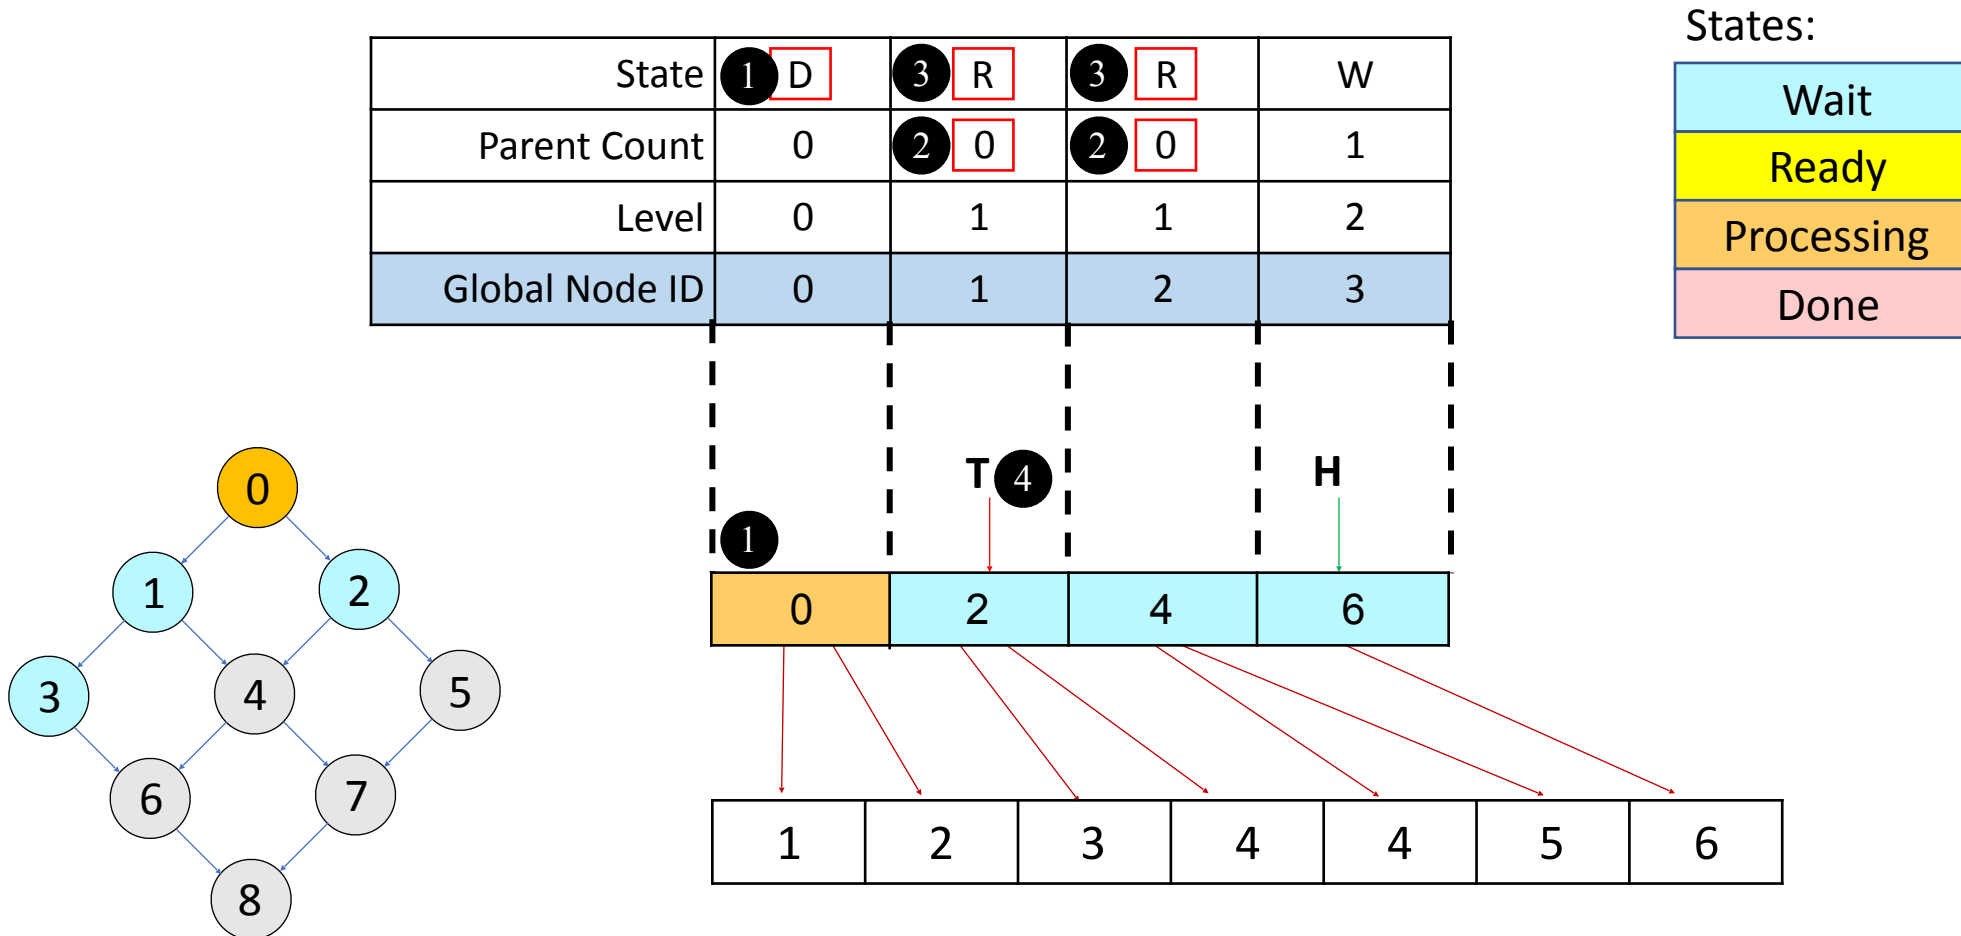 States:
State 1 D 3 R 3 R W
Wait
Parent Count 0 2 0 2 0 1
Ready
Level 0 1 1 2
Processing
Global Node ID 0 1 2 3
Done
T 4 H
0
1
1 2
0 2 4 6
3 4 5
6 7
1 2 3 4 4 5 6
8